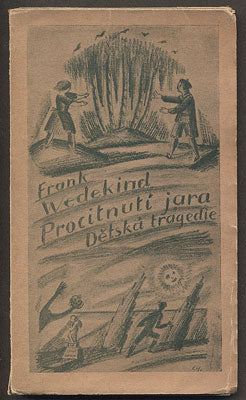 Frank
Wedekind
Procitnutí jara
Dětská tragedie